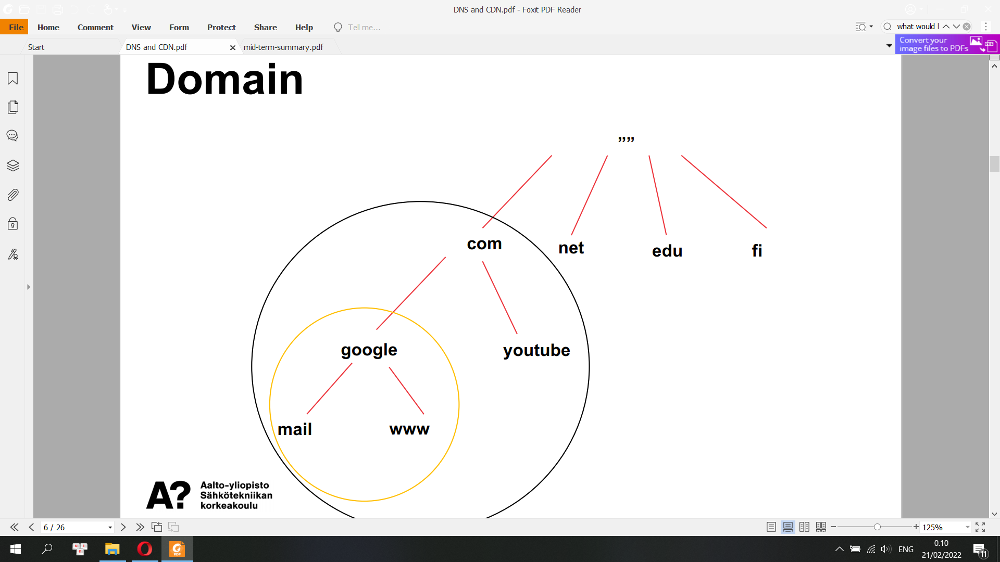 DNS and CDN.pdf - Foxit PDF Reader
File Home Comment View Form Protect Share Help Tell me...
what would l
Start DNS and CDN.pdf mid-term-summary.pdf
Convert your
image files to PDFs
PDF
Domain
””
com net edu fi
google youtube
mail www
A?
Aalto-yliopisto
Sähkötekniikan
korkeakoulu
6 / 26
125%
PDF
ENG
0.10
21/02/2022
11